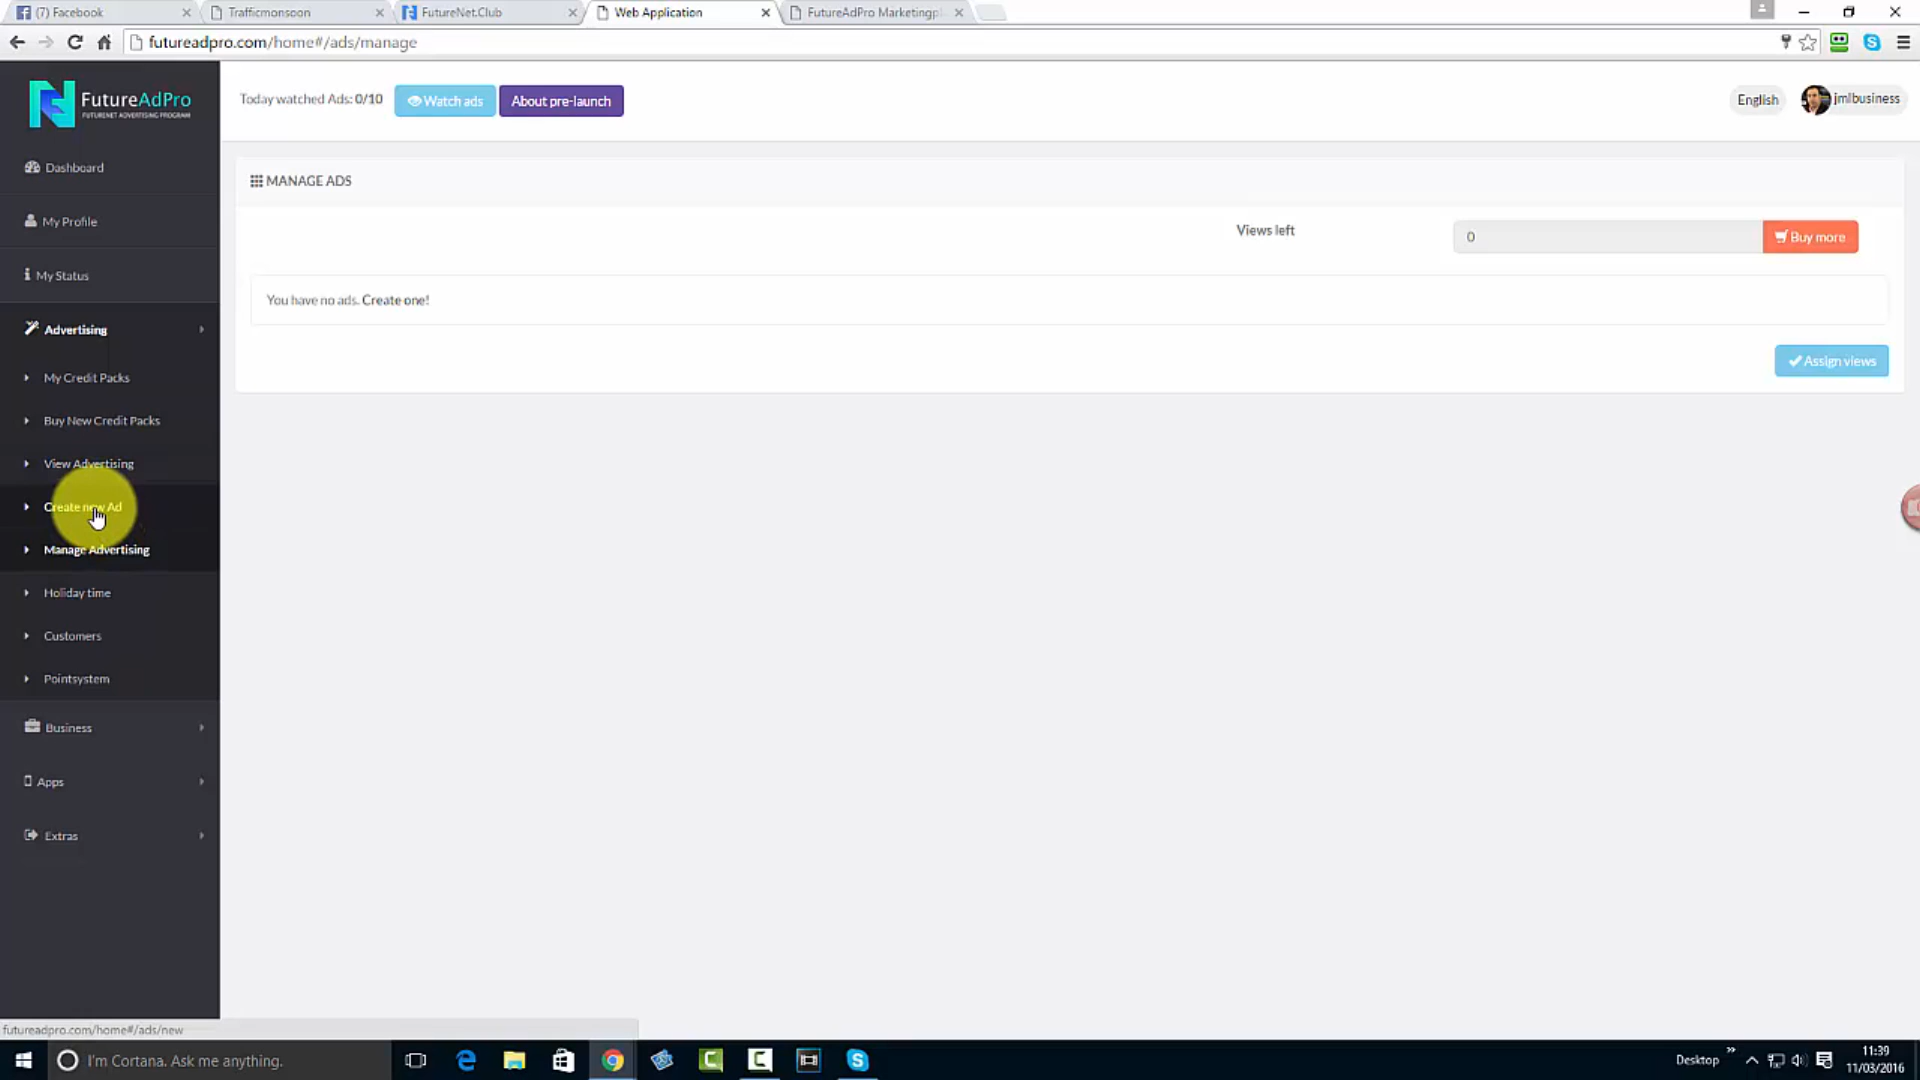 (7) Facebook
Trafficmonsoon
FutureNet.Club
Web Application
FutureAdPro Marketingpl
futureadpro.com/home#/ads/manage
FutureAdPro
FUTURENET ADVERTISING PROGRAM
Today watched Ads: 0/10
Watch ads
About pre-launch
English
jmlbusiness
Dashboard
My Profile
My Status
Advertising
My Credit Packs
Buy New Credit Packs
View Advertising
Create new Ad
Manage Advertising
Holiday time
Customers
Pointsystem
Business
Apps
Extras
MANAGE ADS
Views left
0
Buy more
You have no ads. Create one!
Assign views
futureadpro.com/home#/ads/new
I'm Cortana. Ask me anything.
Desktop
11:39
11/03/2016